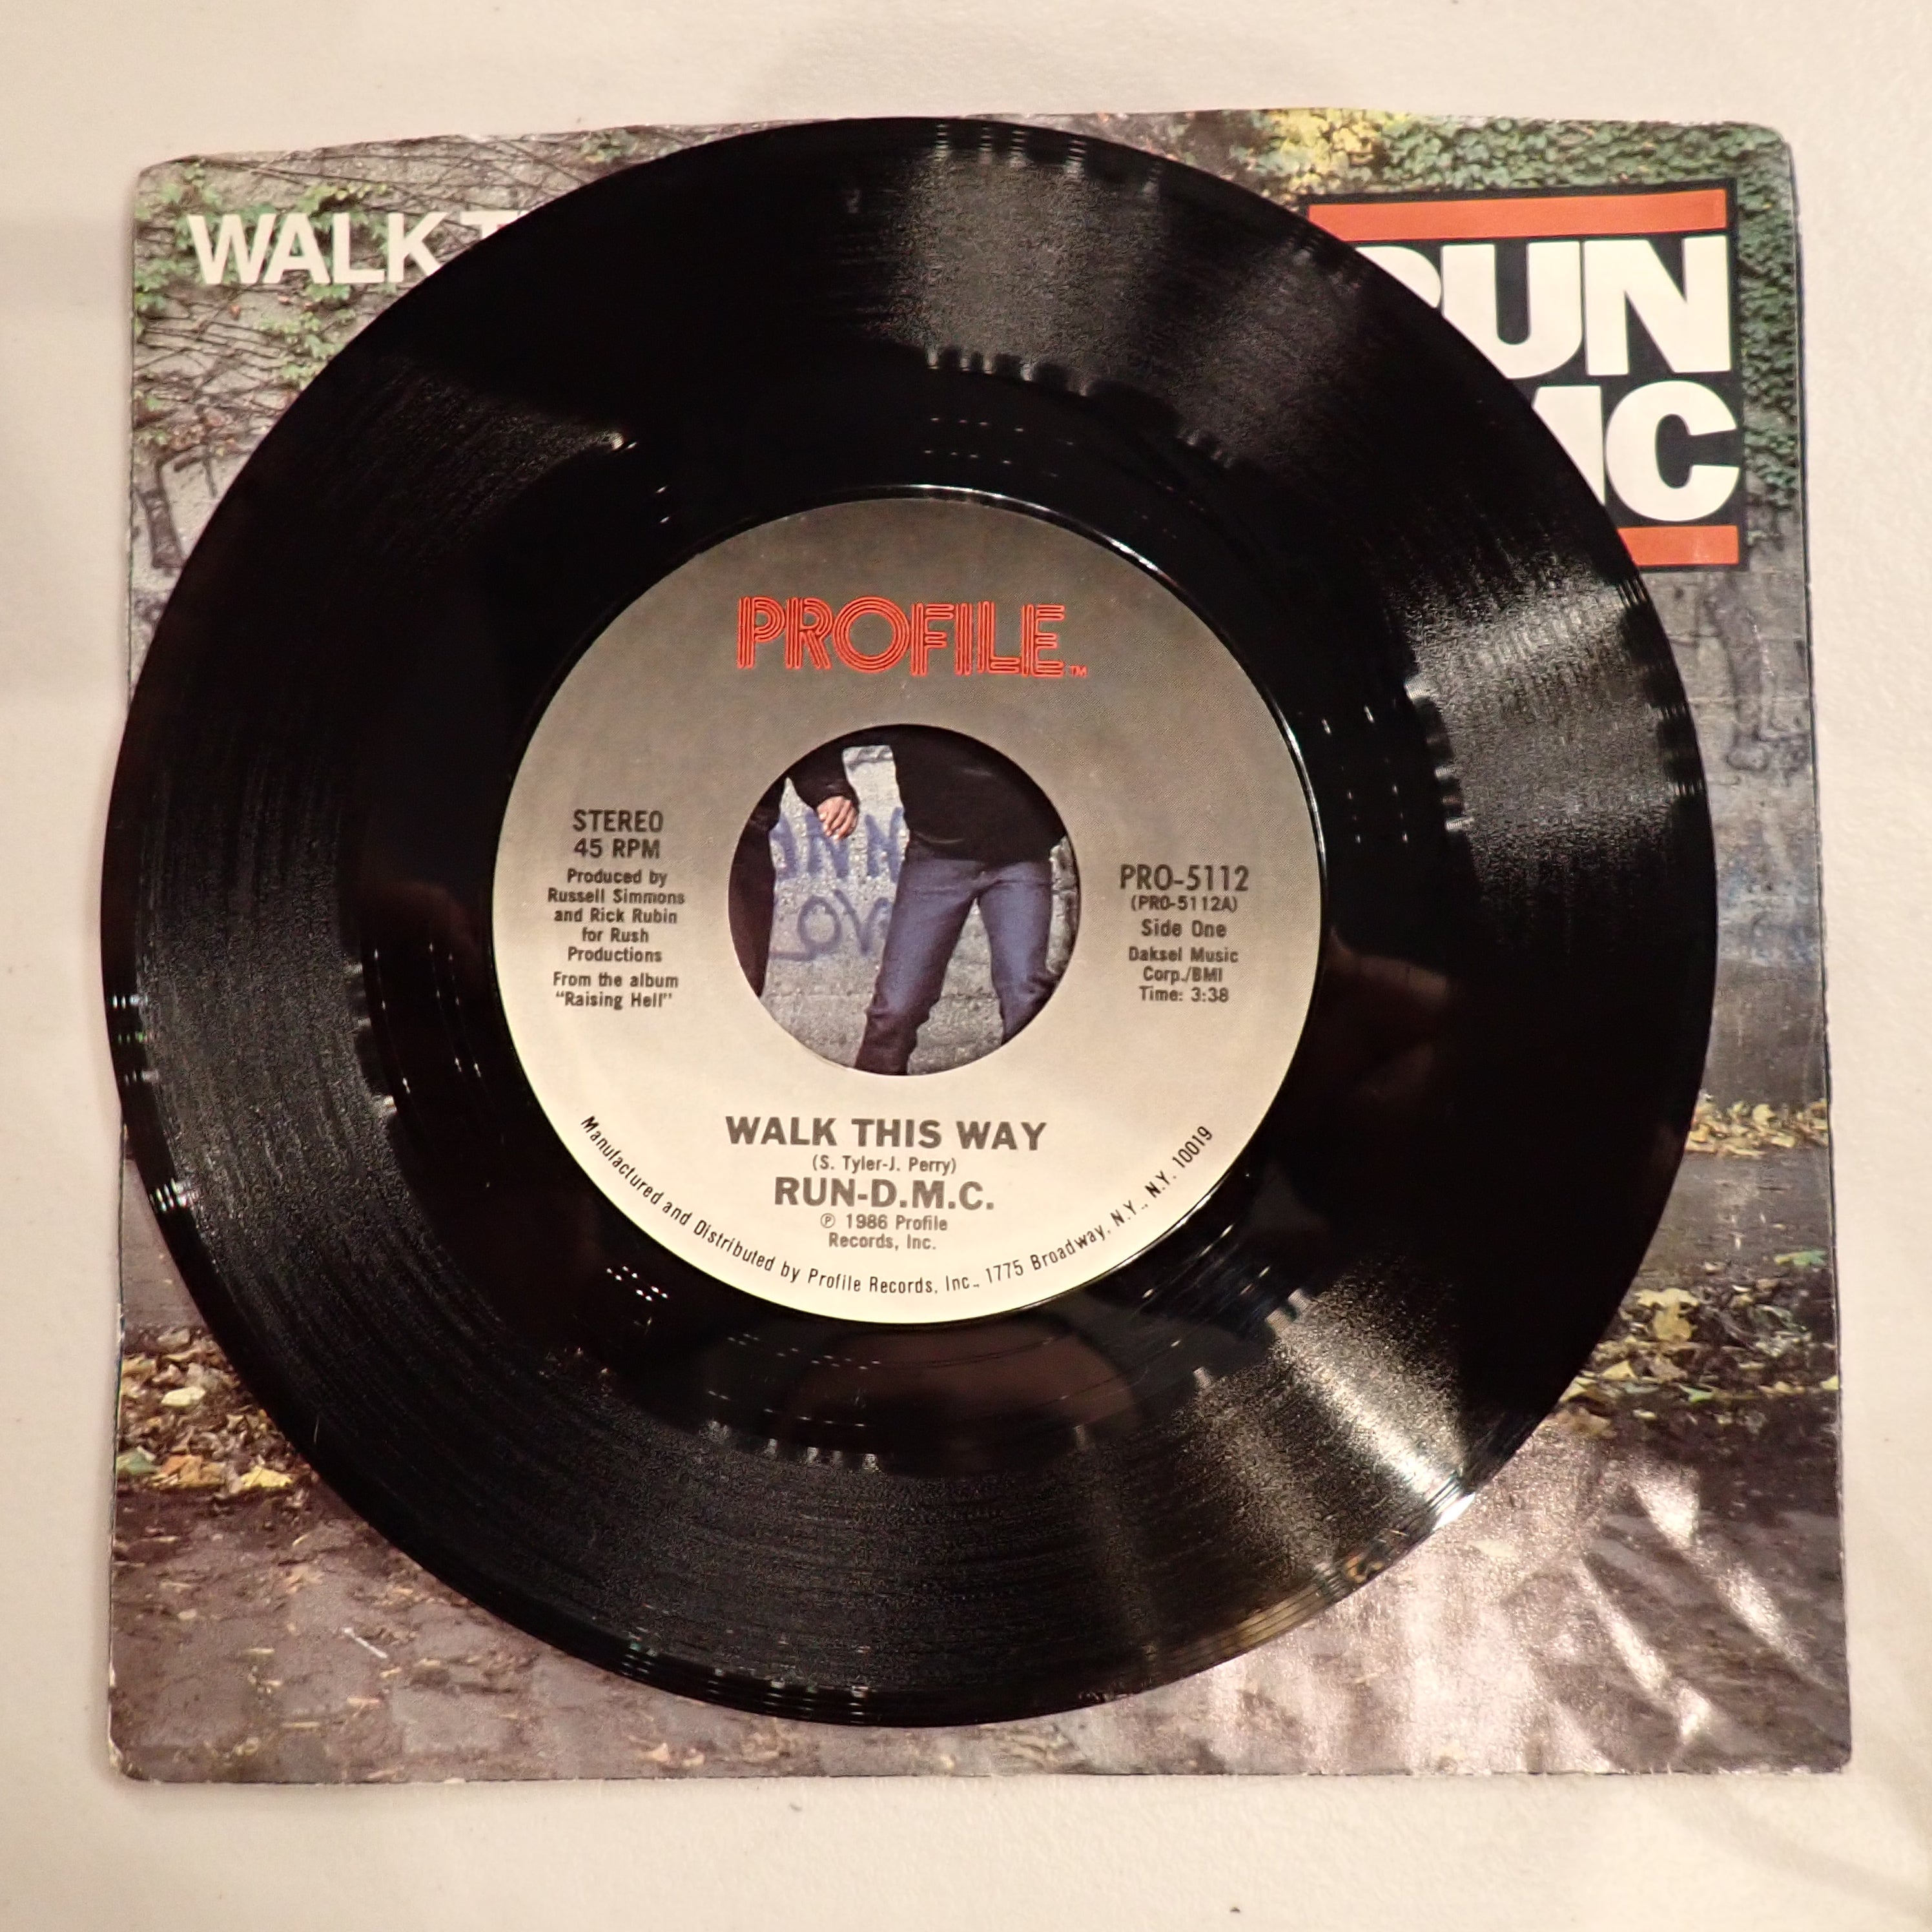 WALK
RUN
MC
PROFILE™
STEREO
45 RPM
Produced by
Russell Simmons
and Rick Rubin
for Rush
Productions
From the album
"Raising Hell"
LOV
PRO-5112
(PRO-5112A)
Side One
Daksel Music
Corp./BMI
Time: 3:38
WALK THIS WAY
(S. Tyler-J. Perry)
RUN-D.M.C.
℗ 1986 Profile
Records, Inc.
Manufactured and Distributed by Profile Records, Inc., 1775 Broadway, N.Y., N.Y. 10019